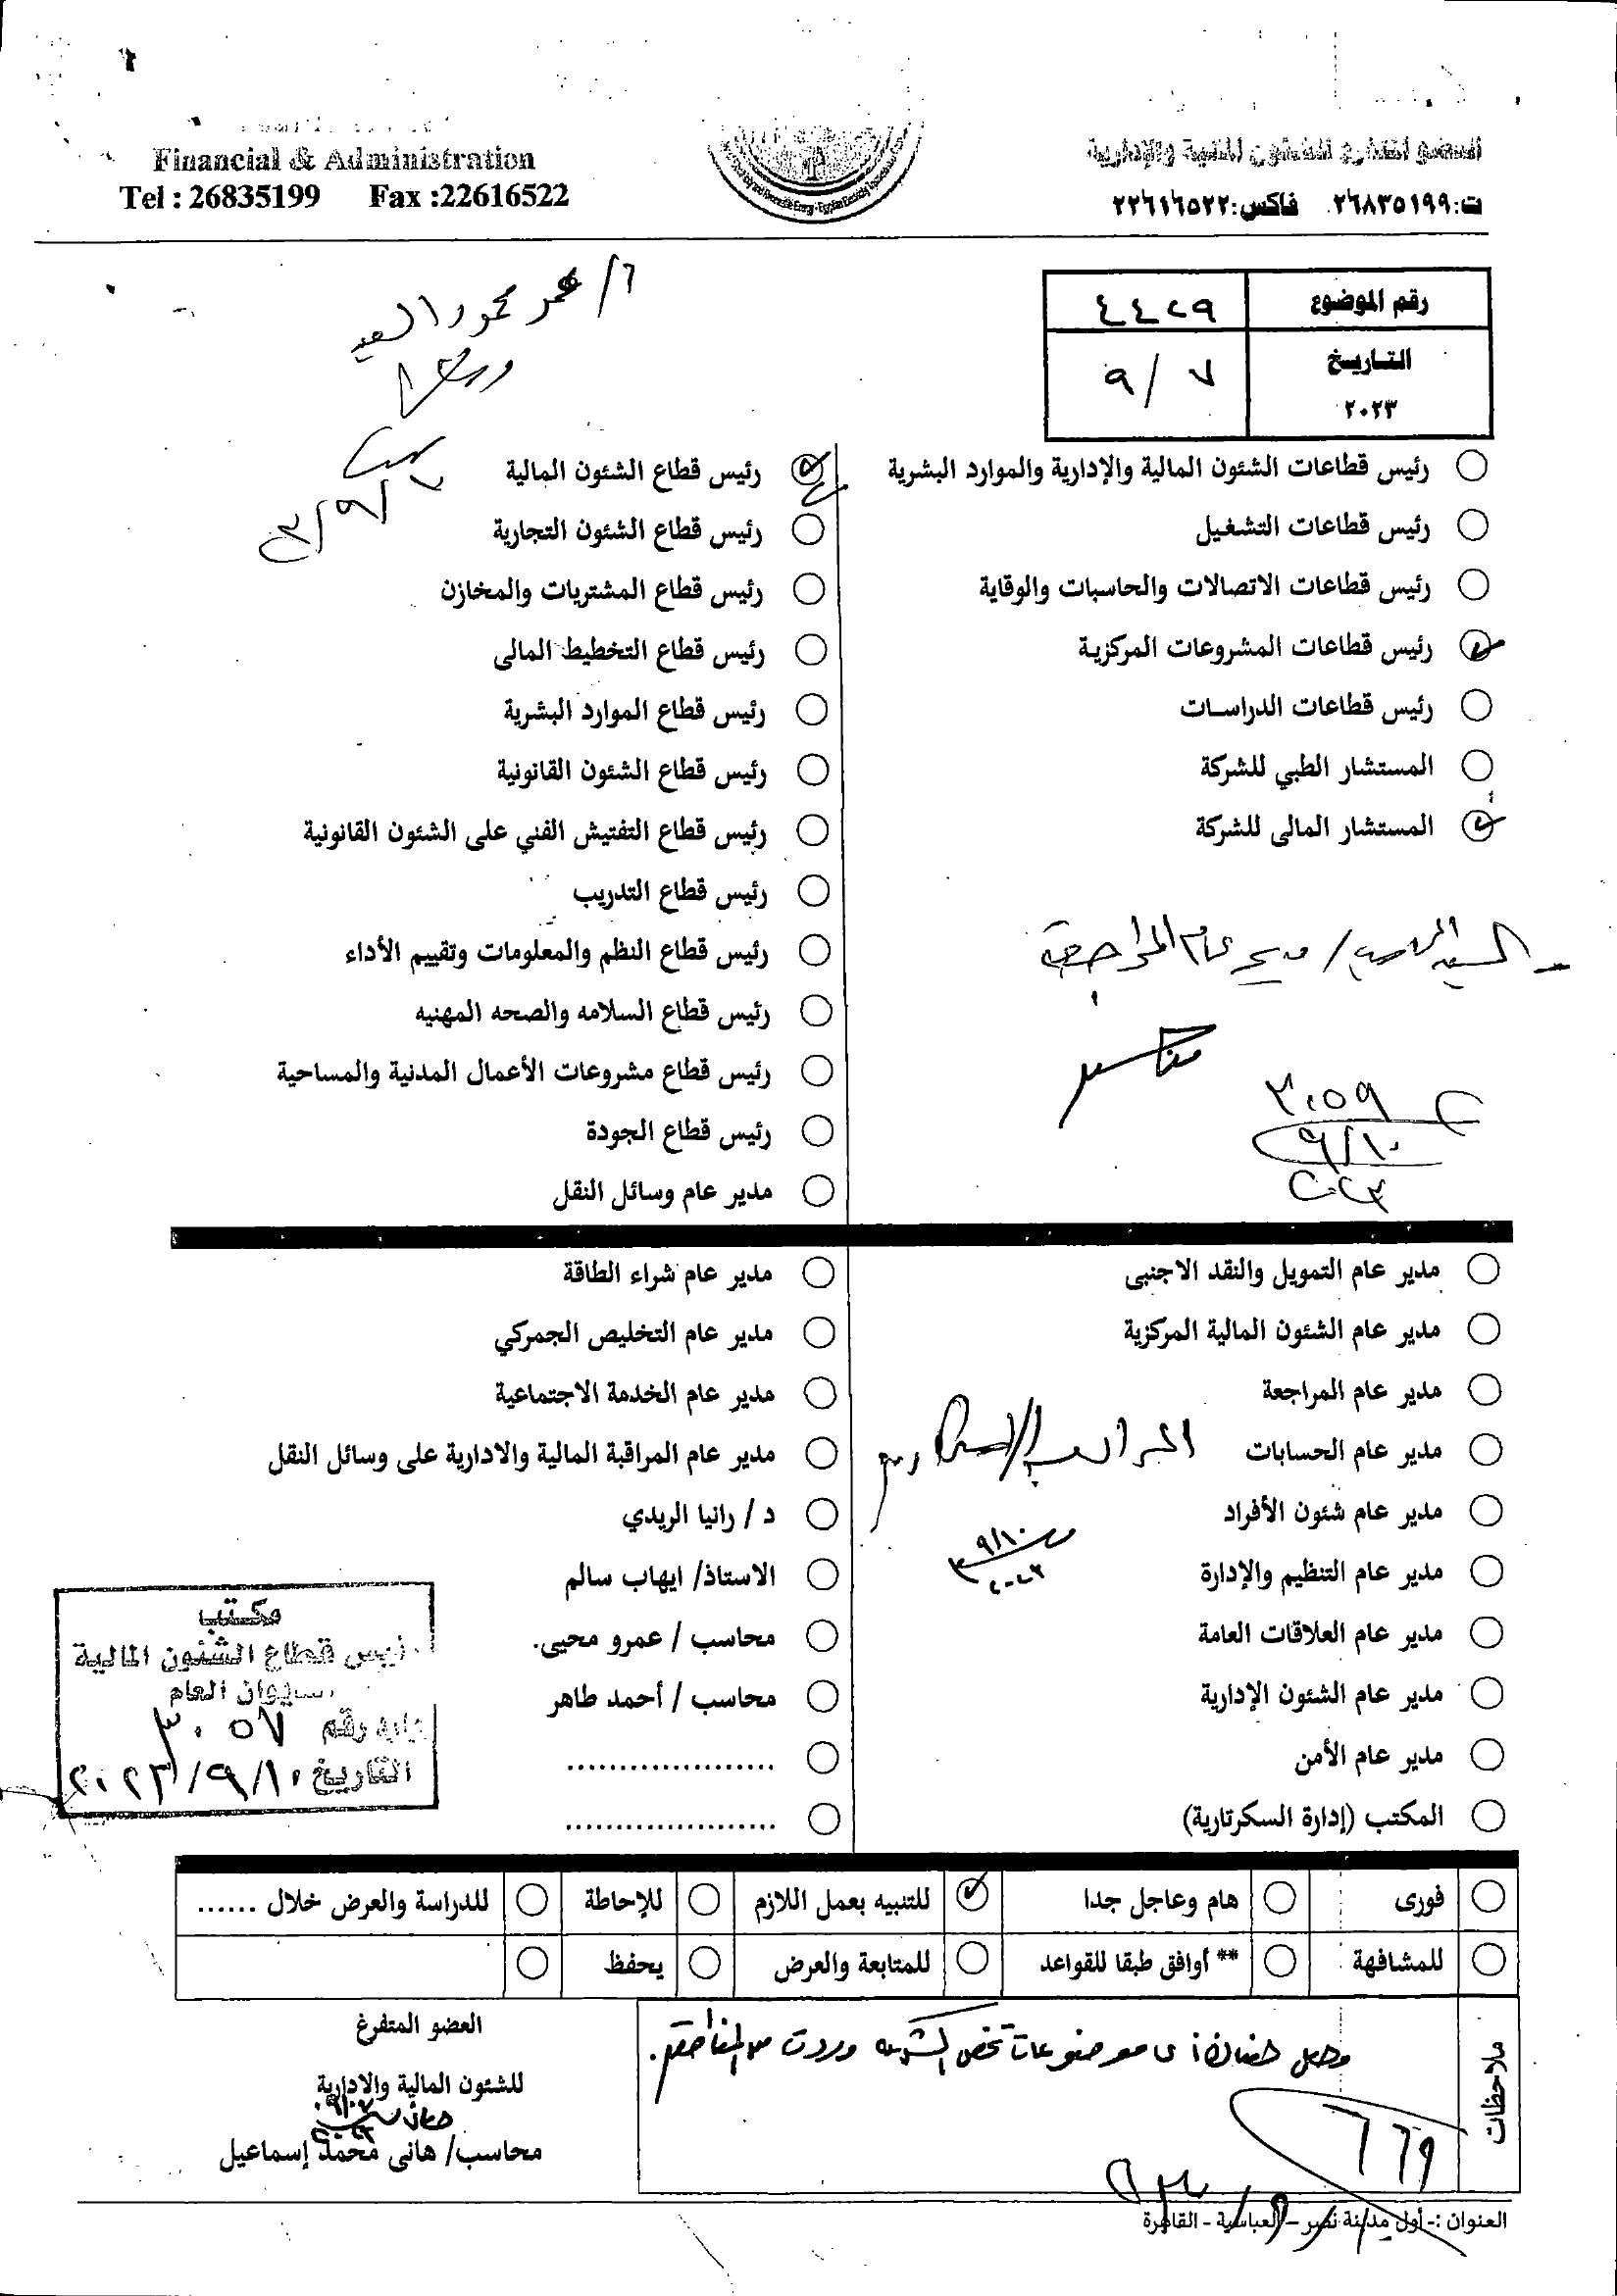 Financial & Administration
Tel : 26835199 Fax :22616522
العضو المتفرغ للشئون المالية والإدارية
ت:٢٦٨٣٥١٩٩ فاكس:٢٢٦١٦٥٢٢
رقم الموضوع ٤٤٢٩
التاريخ ٩/٧
٢٠٢٣
أ/ عمر محمود السيد
رئيس قطاعات الشئون المالية والإدارية والموارد البشرية
رئيس قطاعات التشغيل
رئيس قطاعات الاتصالات والحاسبات والوقاية
رئيس قطاعات المشروعات المركزية
رئيس قطاعات الدراسات
المستشار الطبي للشركة
المستشار المالى للشركة
مدير عام المراجعة
٣٠٥٩
٩/١٠
٢٠٢٣
رئيس قطاع الشئون المالية
رئيس قطاع الشئون التجارية
رئيس قطاع المشتريات والمخازن
رئيس قطاع التخطيط المالى
رئيس قطاع الموارد البشرية
رئيس قطاع الشئون القانونية
رئيس قطاع التفتيش الفني على الشئون القانونية
رئيس قطاع التدريب
رئيس قطاع النظم والمعلومات وتقييم الأداء
رئيس قطاع السلامه والصحه المهنيه
رئيس قطاع مشروعات الأعمال المدنية والمساحية
رئيس قطاع الجودة
مدير عام وسائل النقل
مدير عام التمويل والنقد الاجنبى
مدير عام الشئون المالية المركزية
مدير عام المراجعة
مدير عام الحسابات
مدير عام شئون الأفراد
مدير عام التنظيم والإدارة
مدير عام العلاقات العامة
مدير عام الشئون الإدارية
مدير عام الأمن
المكتب (إدارة السكرتارية)
٩/١٠
٢٠٢٣
مدير عام شراء الطاقة
مدير عام التخليص الجمركي
مدير عام الخدمة الاجتماعية
مدير عام المراقبة المالية والادارية على وسائل النقل
د / رانيا الريدي
الاستاذ/ ايهاب سالم
محاسب / عمرو محيى.
محاسب / أحمد طاهر
....................
....................
مكتب
رئيس قطاع الشئون المالية
الديوان العام
وارد رقم ٣٠٥٧
التاريخ ٢٠٢٣/٩/١٠
فورى
هام وعاجل جدا
للتنبيه بعمل اللازم
للإحاطة
للدراسة والعرض خلال ......
للمشافهة
** أوافق طبقا للقواعد
للمتابعة والعرض
يحفظ
ملاحظات
موضوعات تخص الشركة وردت من
٦٦٩
العضو المتفرغ
للشئون المالية والادارية
محاسب/ هانى محمد إسماعيل
العنوان :- أول مدينة نصر – العباسية - القاهرة